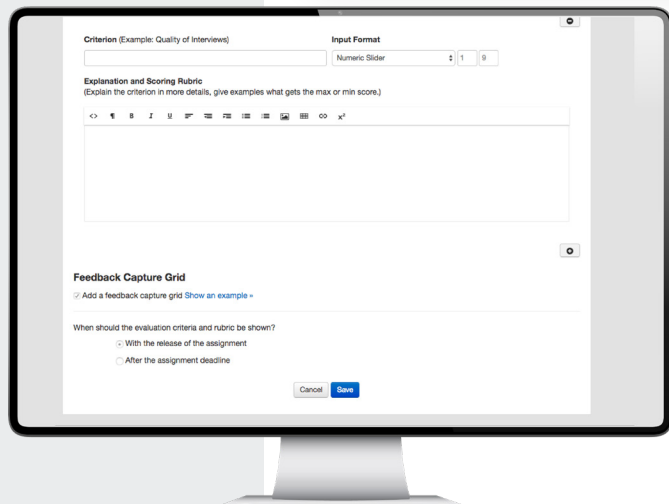 Criterion (Example: Quality of Interviews) Input Format
Numeric Slider 1 9
Explanation and Scoring Rubric
(Explain the criterion in more details, give examples what gets the max or min score.)
<> ¶ B I U x²
Feedback Capture Grid
Add a feedback capture grid Show an example »
When should the evaluation criteria and rubric be shown?
With the release of the assignment
After the assignment deadline
Cancel Save